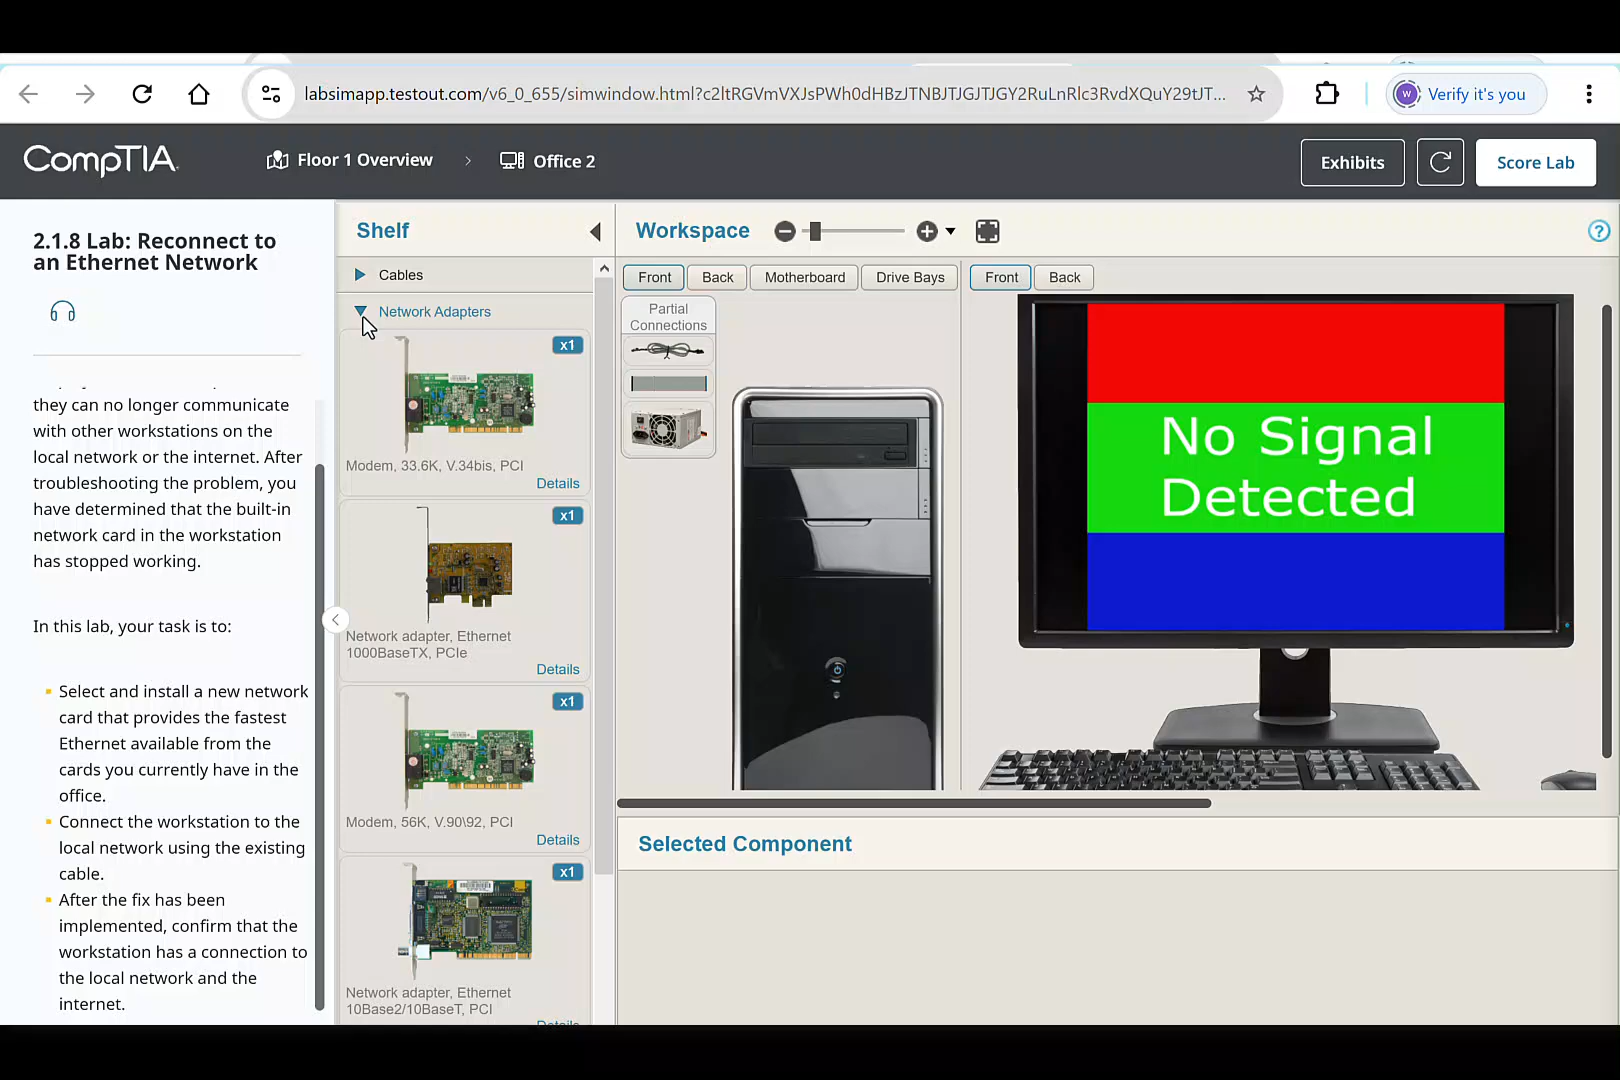 labsimapp.testout.com/v6_0_655/simwindow.html?c2ltRGVmVXJsPWh0dHBzJTNBJTJGJTJGY2RuLnRlc3RvdXQuY29tJT...
W
Verify it's you
CompTIA.
Floor 1 Overview
Office 2
Exhibits
Score Lab
2.1.8 Lab: Reconnect to
an Ethernet Network
they can no longer communicate
with other workstations on the
local network or the internet. After
troubleshooting the problem, you
have determined that the built-in
network card in the workstation
has stopped working.
In this lab, your task is to:
Select and install a new network
card that provides the fastest
Ethernet available from the
cards you currently have in the
office.
Connect the workstation to the
local network using the existing
cable.
After the fix has been
implemented, confirm that the
workstation has a connection to
the local network and the
internet.
Shelf
Cables
Network Adapters
x1
Modem, 33.6K, V.34bis, PCI
Details
x1
Network adapter, Ethernet
1000BaseTX, PCIe
Details
x1
Modem, 56K, V.90\92, PCI
Details
x1
Network adapter, Ethernet
10Base2/10BaseT, PCI
Details
Workspace
?
Front
Back
Motherboard
Drive Bays
Front
Back
Partial
Connections
No Signal
Detected
Selected Component